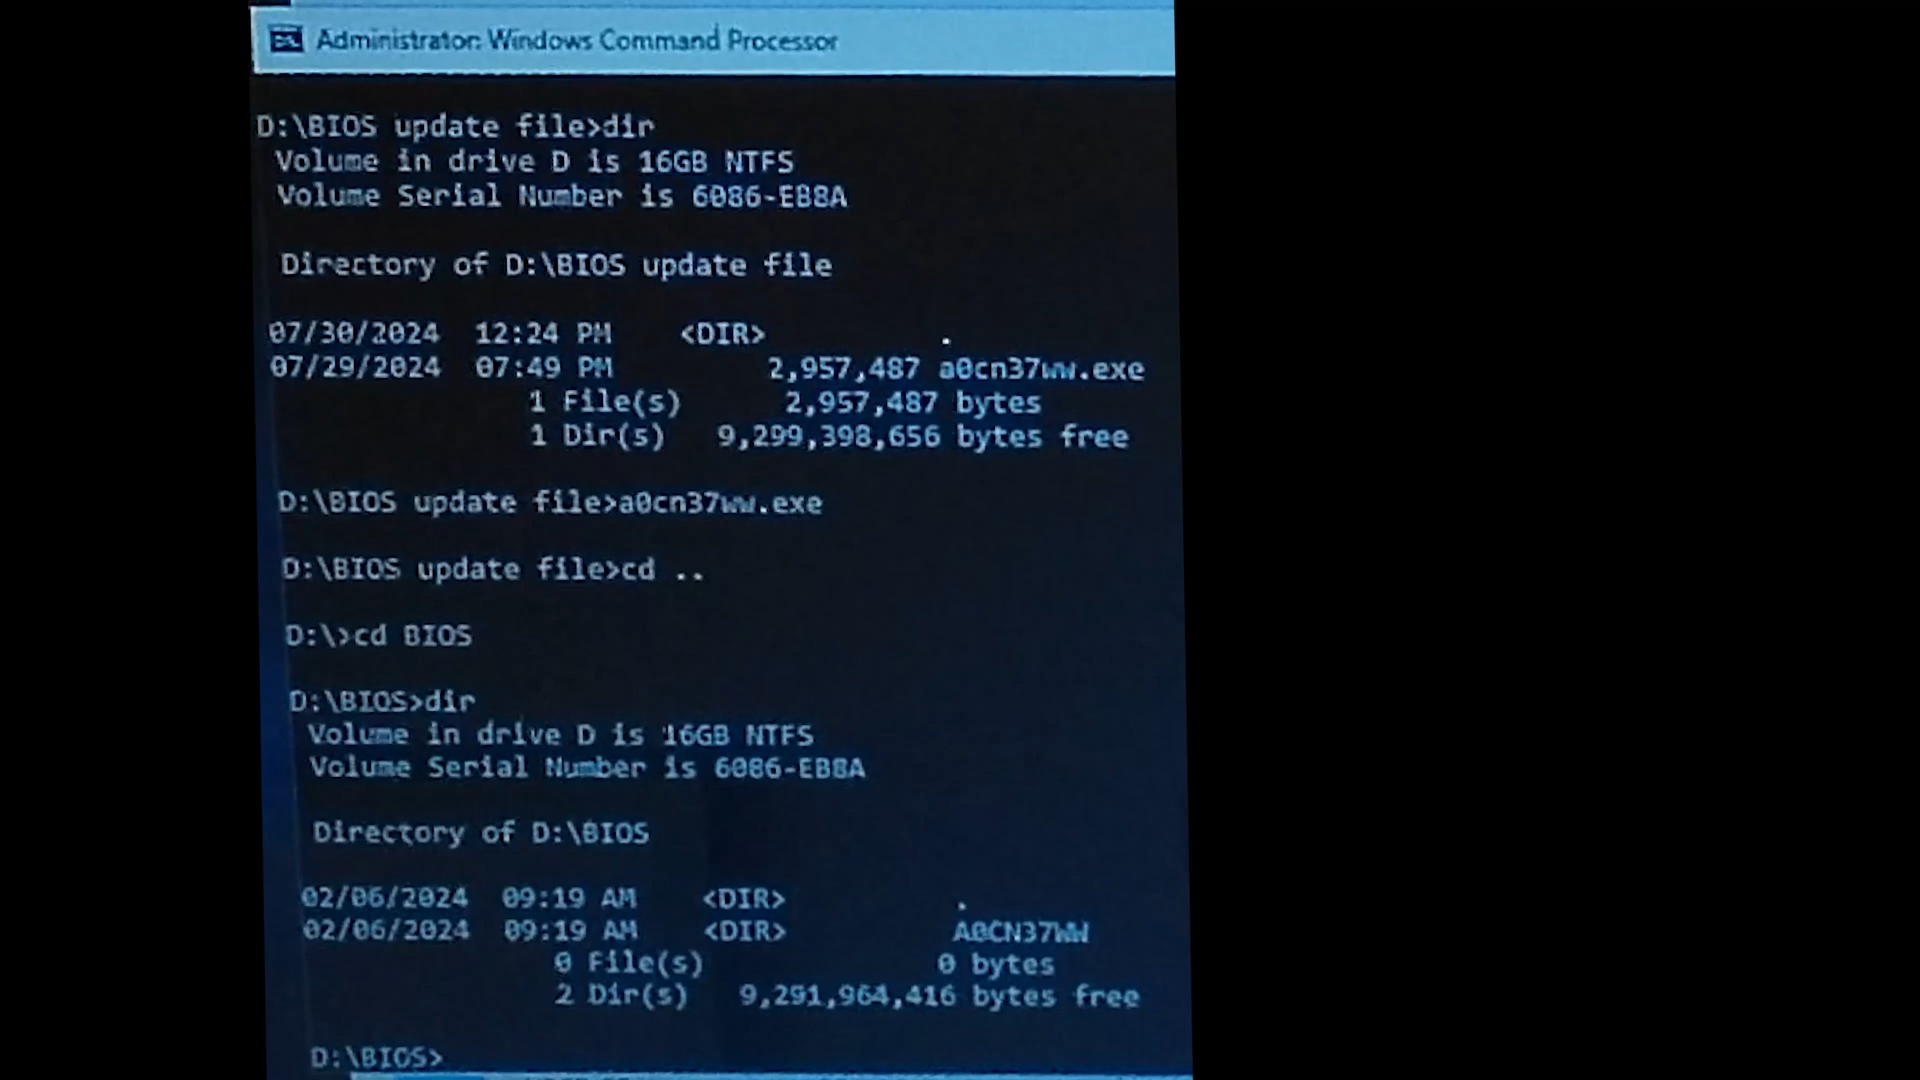 Administrator: Windows Command Processor
D:\BIOS update file>dir
Volume in drive D is 16GB NTFS
Volume Serial Number is 6086-EB8A
Directory of D:\BIOS update file
07/30/2024 12:24 PM <DIR> .
07/29/2024 07:49 PM 2,957,487 a0cn37ww.exe
1 File(s) 2,957,487 bytes
1 Dir(s) 9,299,398,656 bytes free
D:\BIOS update file>a0cn37ww.exe
D:\BIOS update file>cd ..
D:\>cd BIOS
D:\BIOS>dir
Volume in drive D is 16GB NTFS
Volume Serial Number is 6086-EB8A
Directory of D:\BIOS
02/06/2024 09:19 AM <DIR> .
02/06/2024 09:19 AM <DIR> A0CN37WW
0 File(s) 0 bytes
2 Dir(s) 9,291,964,416 bytes free
D:\BIOS>